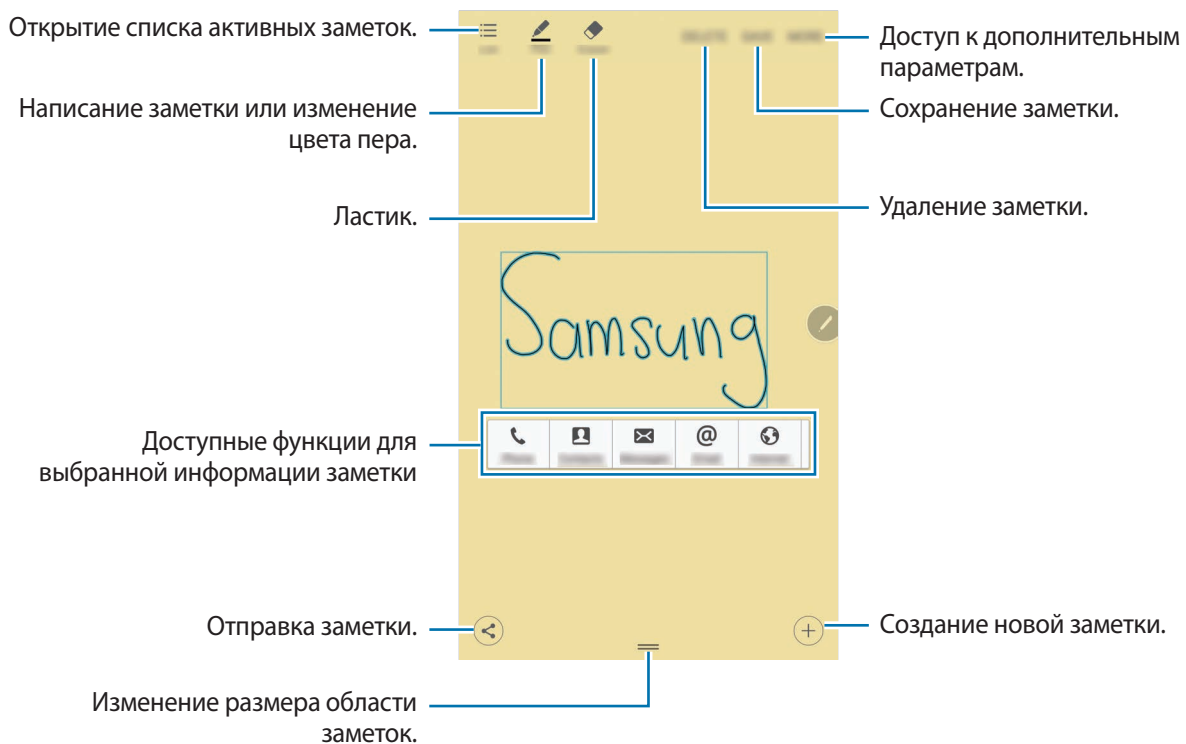 Открытие списка активных заметок.
Доступ к дополнительным
параметрам.
Написание заметки или изменение
цвета пера.
Сохранение заметки.
Ластик.
Удаление заметки.
Samsung
Доступные функции для
выбранной информации заметки
@
Отправка заметки.
Создание новой заметки.
Изменение размера области
заметок.